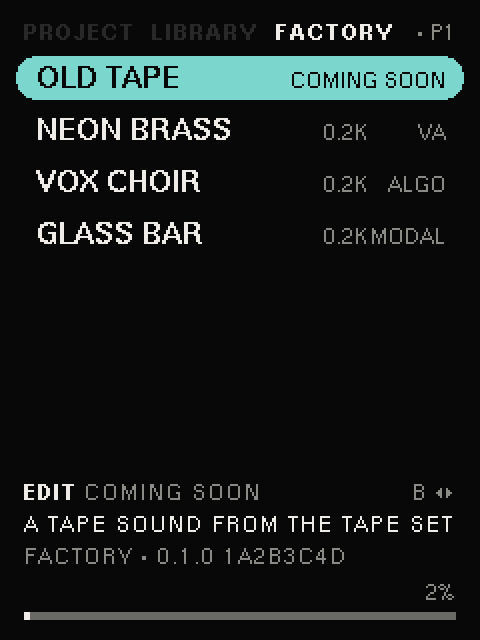 PROJECT LIBRARY FACTORY • P1
OLD TAPE COMING SOON
NEON BRASS 0.2K VA
VOX CHOIR 0.2K ALGO
GLASS BAR 0.2K MODAL
EDIT COMING SOON B ◂▸
A TAPE SOUND FROM THE TAPE SET
FACTORY • 0.1.0 1A2B3C4D
2%